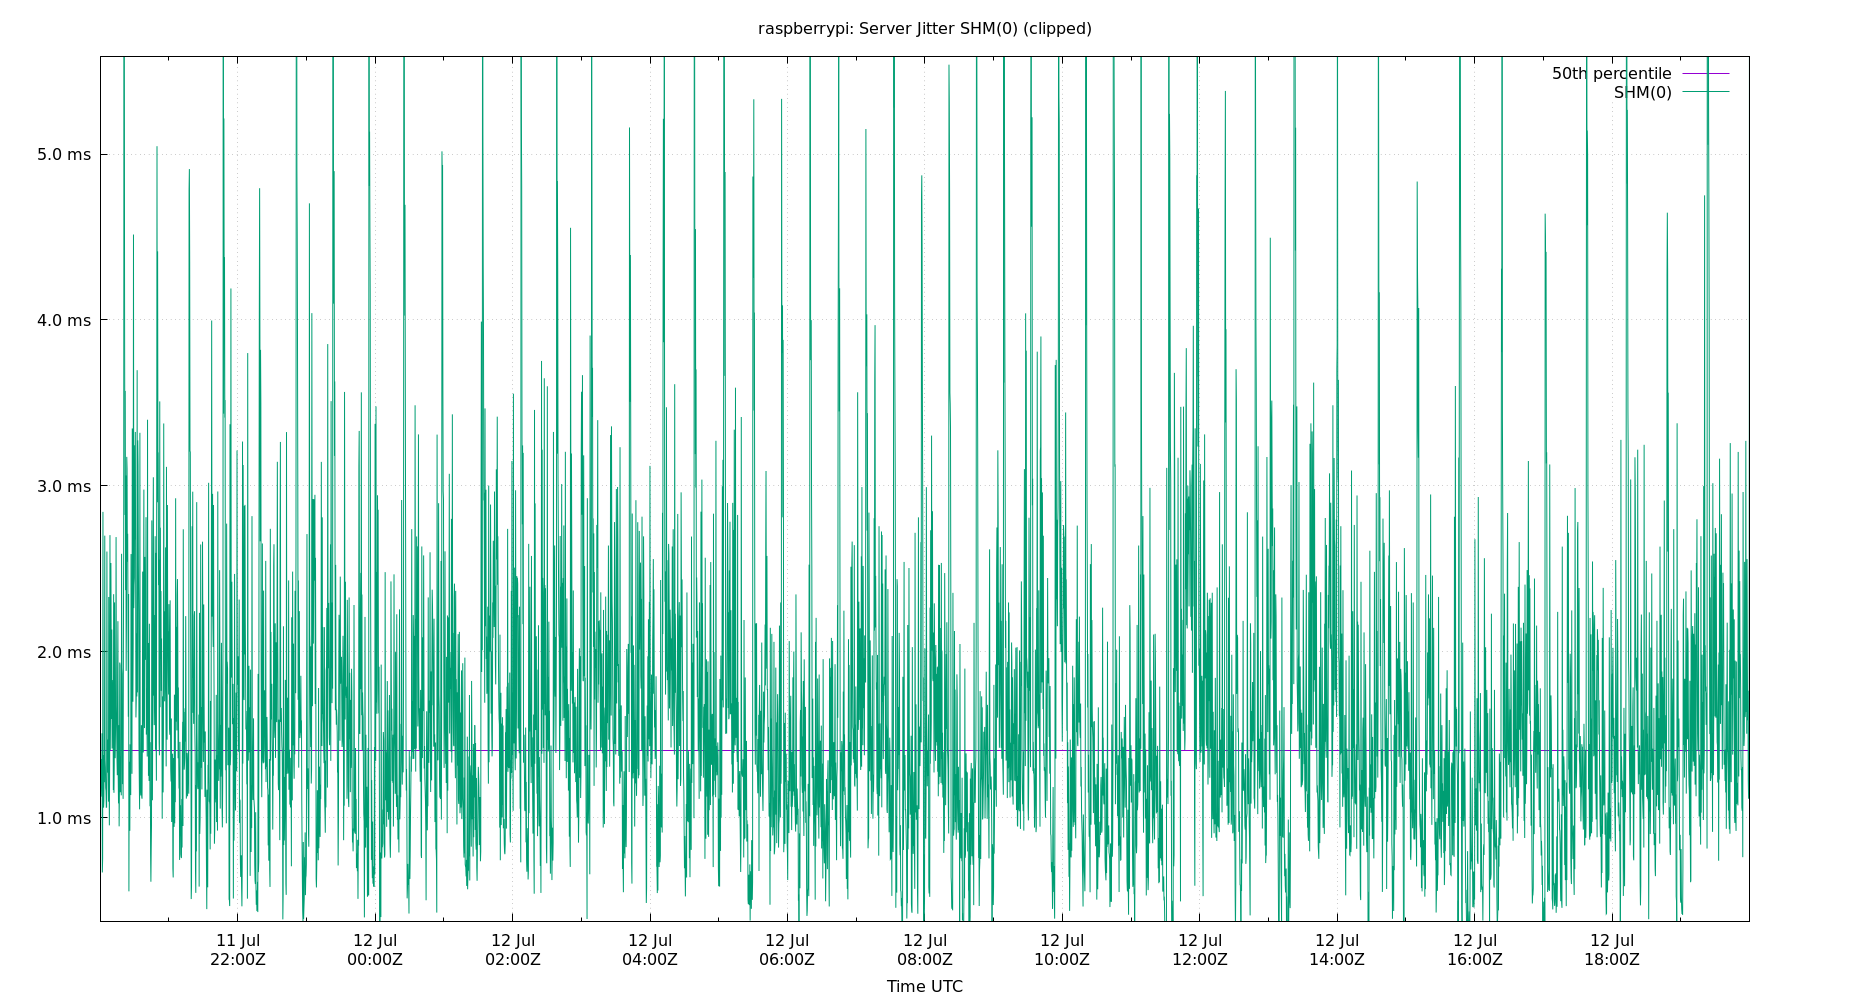 raspberrypi: Server Jitter SHM(0) (clipped)
50th percentile
SHM(0)
5.0 ms
4.0 ms
3.0 ms
2.0 ms
1.0 ms
11 Jul 12 Jul 12 Jul 12 Jul 12 Jul 12 Jul 12 Jul 12 Jul 12 Jul 12 Jul 12 Jul
22:00Z 00:00Z 02:00Z 04:00Z 06:00Z 08:00Z 10:00Z 12:00Z 14:00Z 16:00Z 18:00Z
Time UTC